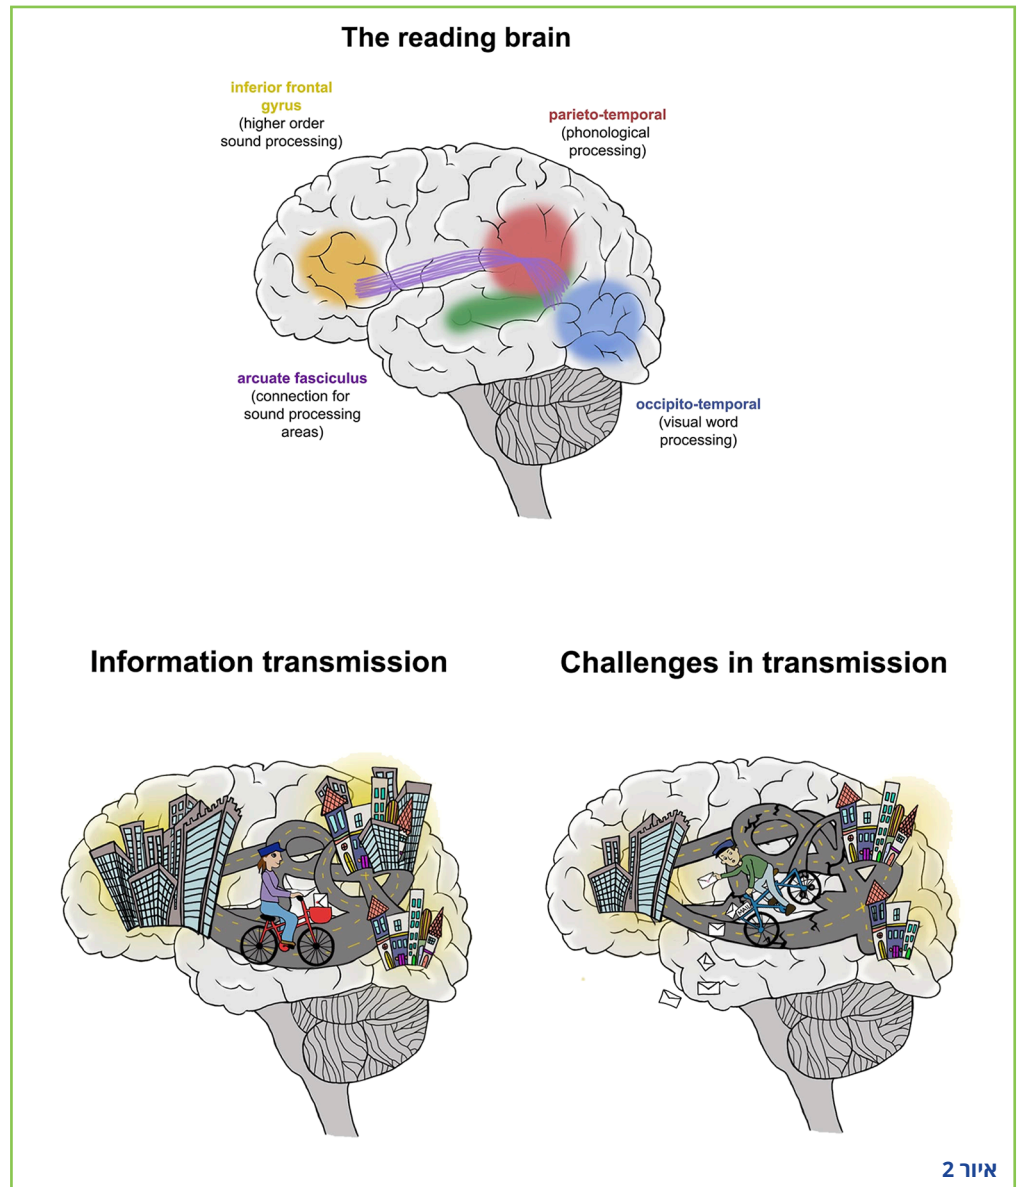 The reading brain
inferior frontal
gyrus
(higher order
sound processing)
parieto-temporal
(phonological
processing)
arcuate fasciculus
(connection for
sound processing
areas)
occipito-temporal
(visual word
processing)
Information transmission
Challenges in transmission
איור 2